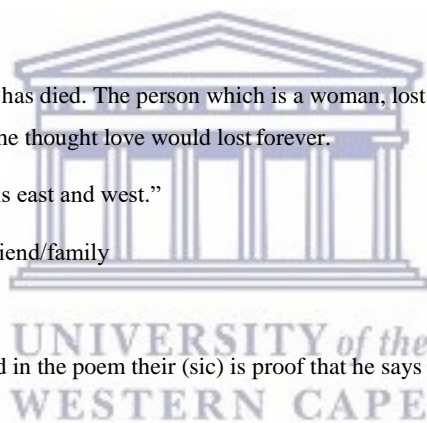 has died. The person which is a woman, lost
he thought love would lost forever.
s east and west.”
iend/family
UNIVERSITY of the
d in the poem their (sic) is proof that he says
WESTERN CAPE